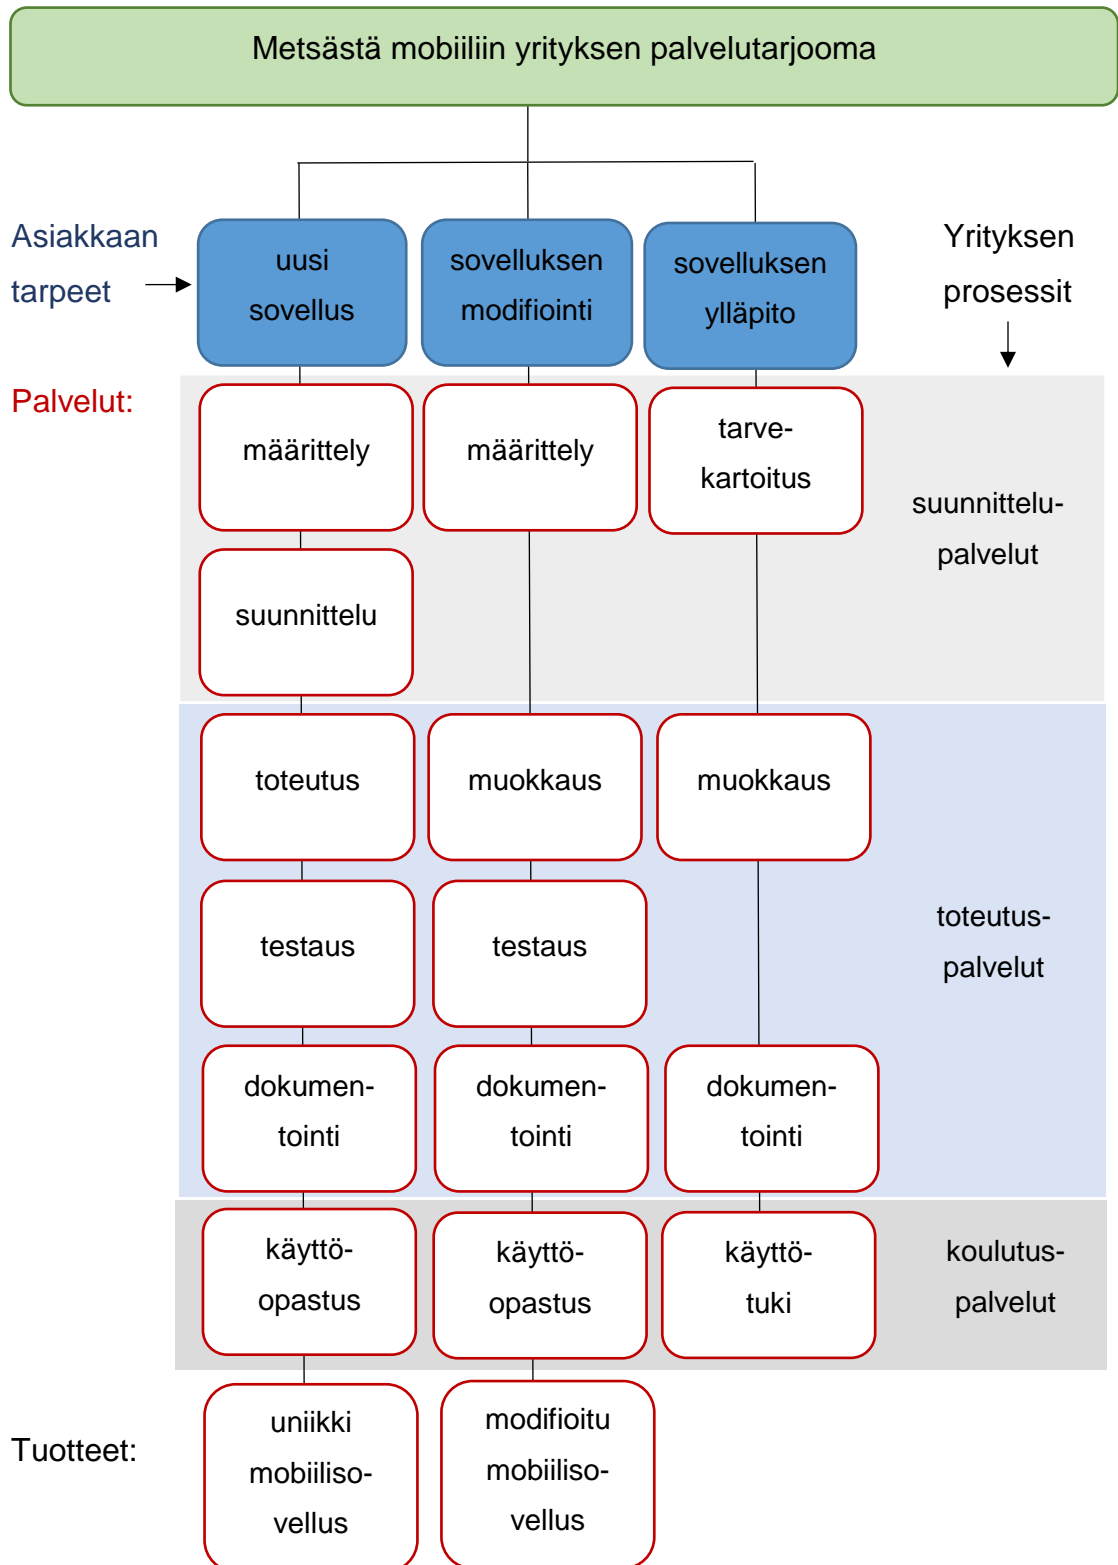 Metsästä mobiiliin yrityksen palvelutarjooma
Asiakkaan
tarpeet
uusi
sovellus
sovelluksen
modifiointi
sovelluksen
ylläpito
Yrityksen
prosessit
Palvelut:
määrittely
määrittely
tarve-
kartoitus
suunnittelu-
palvelut
suunnittelu
toteutus
muokkaus
muokkaus
testaus
testaus
toteutus-
palvelut
dokumen-
tointi
dokumen-
tointi
dokumen-
tointi
käyttö-
opastus
käyttö-
opastus
käyttö-
tuki
koulutus-
palvelut
Tuotteet:
uniikki
mobiiliso-
vellus
modifioitu
mobiiliso-
vellus